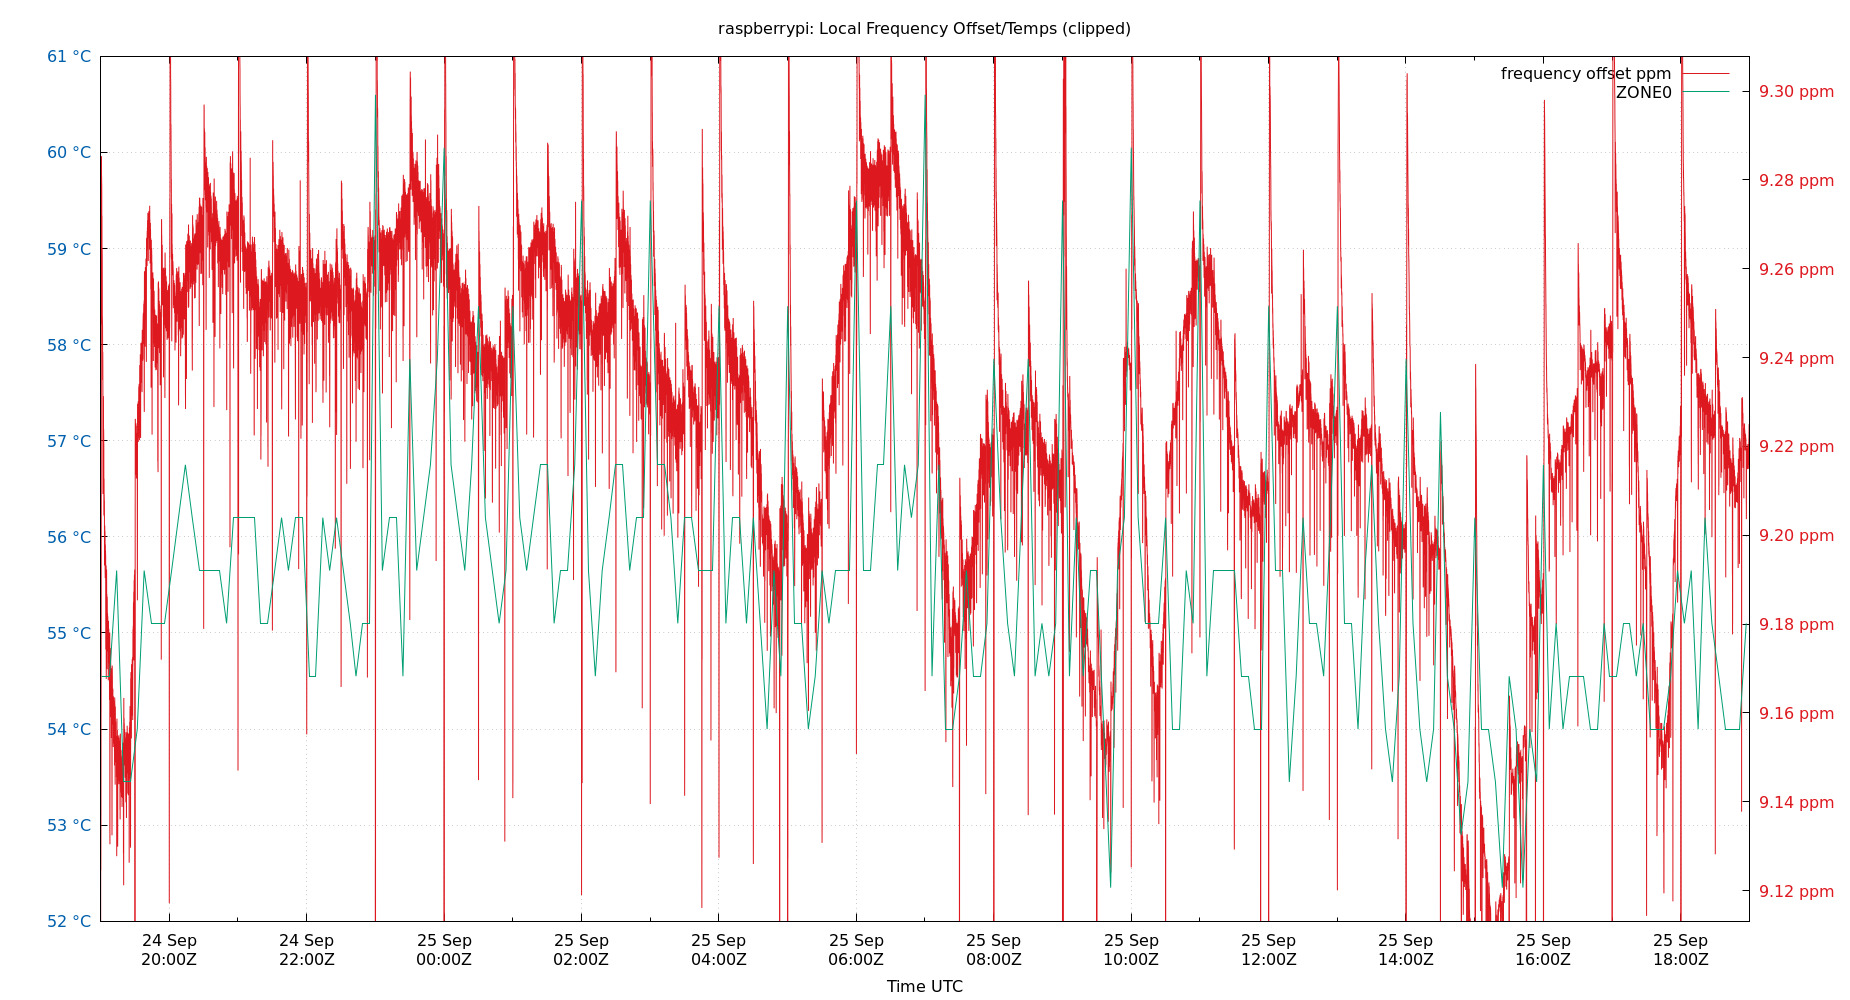 raspberrypi: Local Frequency Offset/Temps (clipped)
frequency offset ppm
ZONE0
61 °C
60 °C
59 °C
58 °C
57 °C
56 °C
55 °C
54 °C
53 °C
52 °C
9.30 ppm
9.28 ppm
9.26 ppm
9.24 ppm
9.22 ppm
9.20 ppm
9.18 ppm
9.16 ppm
9.14 ppm
9.12 ppm
24 Sep 24 Sep 25 Sep 25 Sep 25 Sep 25 Sep 25 Sep 25 Sep 25 Sep 25 Sep 25 Sep 25 Sep
20:00Z 22:00Z 00:00Z 02:00Z 04:00Z 06:00Z 08:00Z 10:00Z 12:00Z 14:00Z 16:00Z 18:00Z
Time UTC